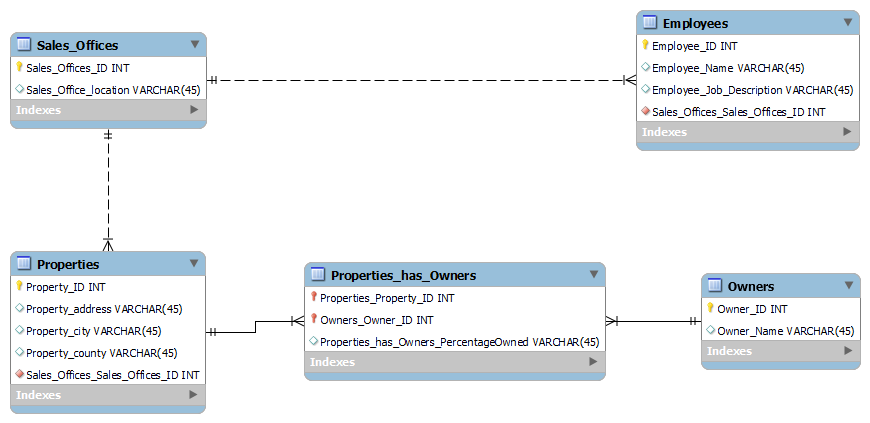 Sales_Offices
Sales_Offices_ID INT
Sales_Office_location VARCHAR(45)
Indexes
Employees
Employee_ID INT
Employee_Name VARCHAR(45)
Employee_Job_Description VARCHAR(45)
Sales_Offices_Sales_Offices_ID INT
Indexes
Properties
Property_ID INT
Property_address VARCHAR(45)
Property_city VARCHAR(45)
Property_county VARCHAR(45)
Sales_Offices_Sales_Offices_ID INT
Indexes
Properties_has_Owners
Properties_Property_ID INT
Owners_Owner_ID INT
Properties_has_Owners_PercentageOwned VARCHAR(45)
Indexes
Owners
Owner_ID INT
Owner_Name VARCHAR(45)
Indexes